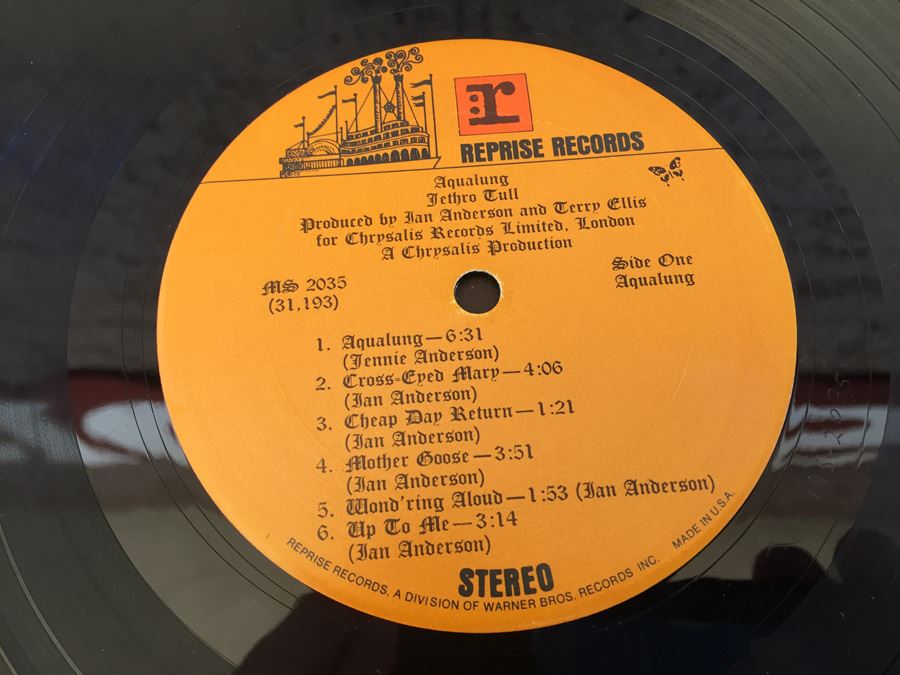 r
REPRISE RECORDS
Aqualung
Jethro Tull
Produced by Ian Anderson and Terry Ellis
for Chrysalis Records Limited, London
A Chrysalis Production
MS 2035
(31,193)
Side One
Aqualung
1. Aqualung—6:31
(Jennie Anderson)
2. Cross-Eyed Mary—4:06
(Ian Anderson)
3. Cheap Day Return—1:21
(Ian Anderson)
4. Mother Goose—3:51
(Ian Anderson)
5. Wond'ring Aloud—1:53 (Ian Anderson)
6. Up To Me—3:14
(Ian Anderson)
STEREO
REPRISE RECORDS, A DIVISION OF WARNER BROS. RECORDS INC. MADE IN U.S.A.